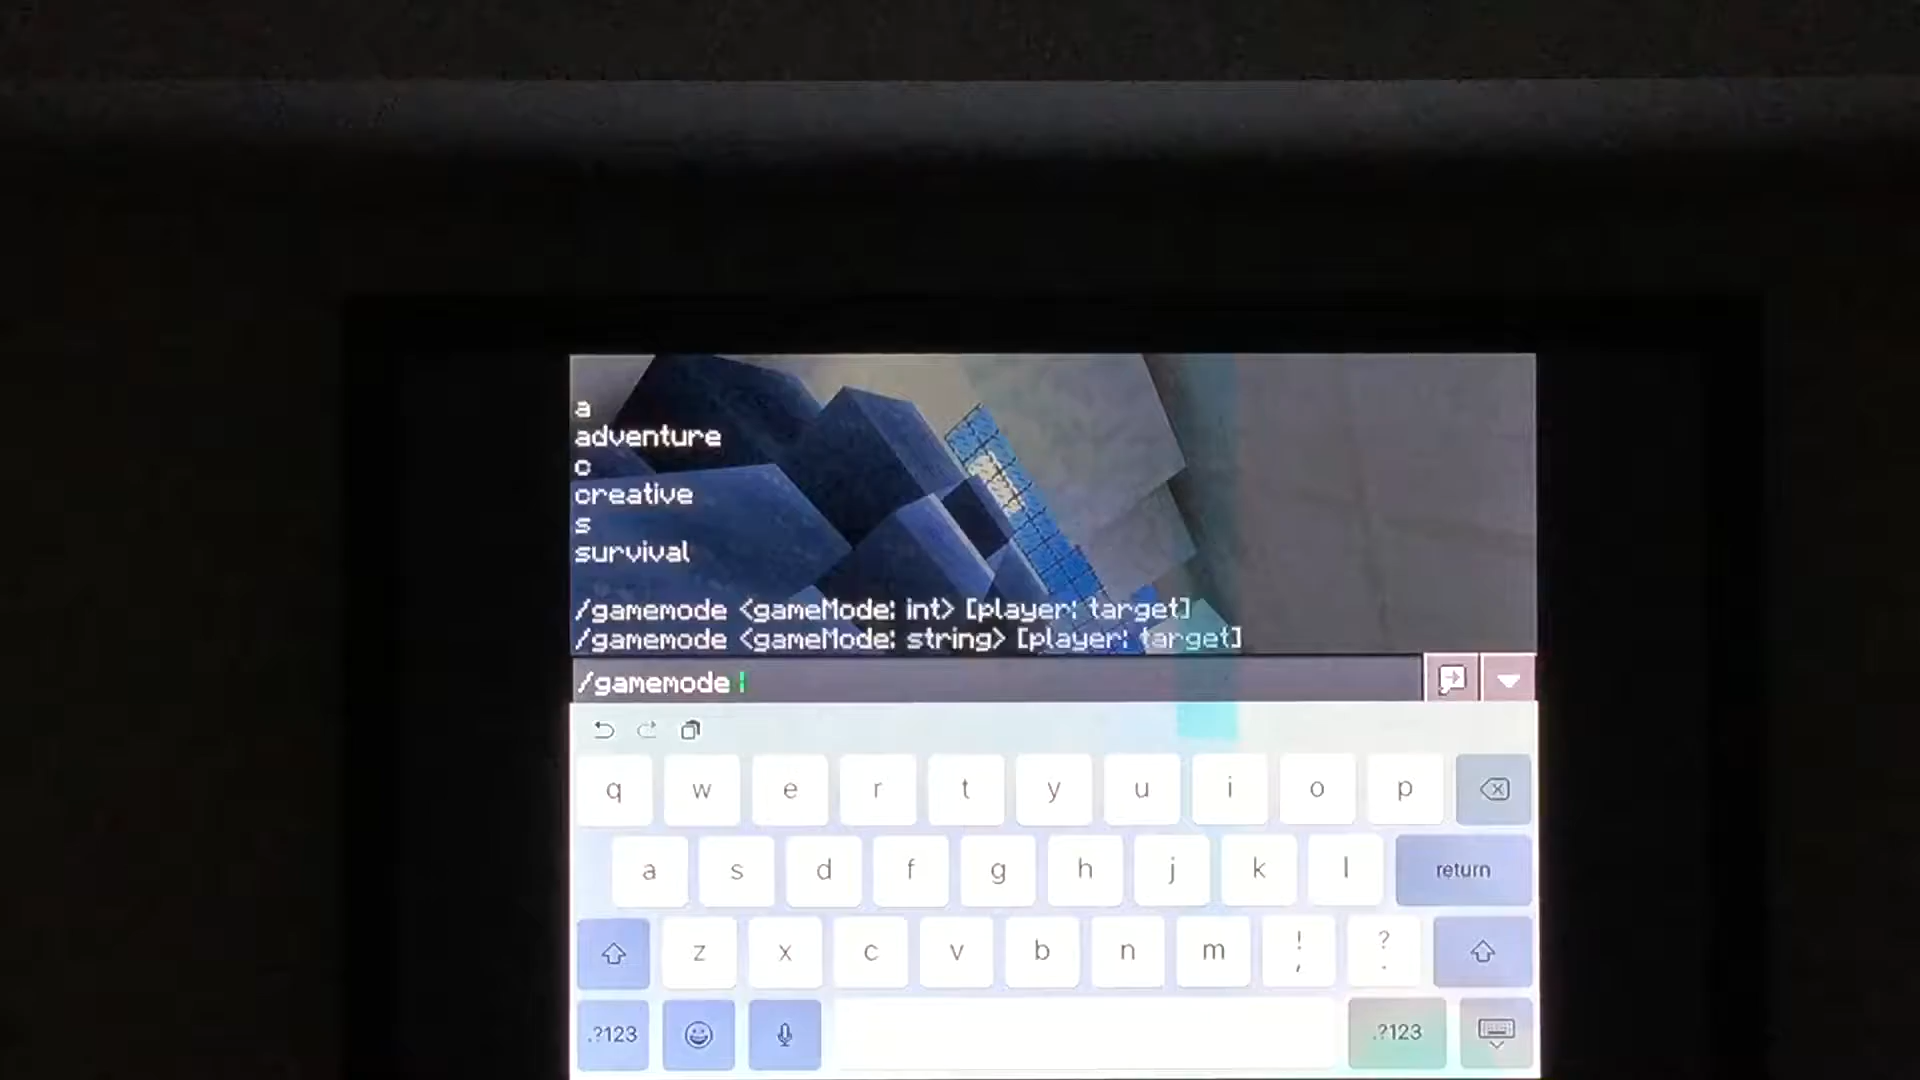 a
adventure
c
creative
s
survival
/gamemode <gameMode: int> [player: target]
/gamemode <gameMode: string> [player: target]
/gamemode
q w e r t y u i o p
a s d f g h j k l return
z x c v b n m ! , ? .
.?123 .?123